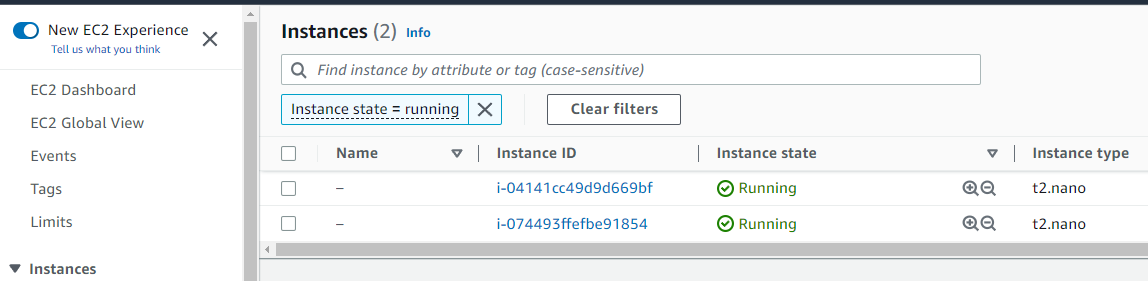 New EC2 Experience
Tell us what you think
EC2 Dashboard
EC2 Global View
Events
Tags
Limits
Instances
Instances (2) Info
Find instance by attribute or tag (case-sensitive)
Instance state = running
Clear filters
Name Instance ID Instance state Instance type
– i-04141cc49d9d669bf Running t2.nano
– i-074493ffefbe91854 Running t2.nano